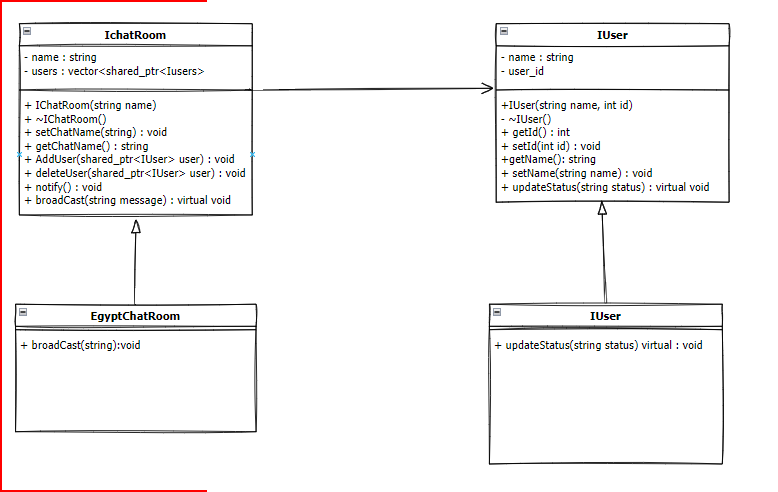 IchatRoom
- name : string
- users : vector<shared_ptr<Iusers>
+ IChatRoom(string name)
+ ~IChatRoom()
+ setChatName(string) : void
+ getChatName() : string
+ AddUser(shared_ptr<IUser> user) : void
+ deleteUser(shared_ptr<IUser> user) : void
+ notify() : void
+ broadCast(string message) : virtual void
IUser
- name : string
- user_id
+IUser(string name, int id)
- ~IUser()
+ getId() : int
+ setId(int id) : void
+getName(): string
+ setName(string name) : void
+ updateStatus(string status) : virtual void
EgyptChatRoom
+ broadCast(string):void
IUser
+ updateStatus(string status) virtual : void